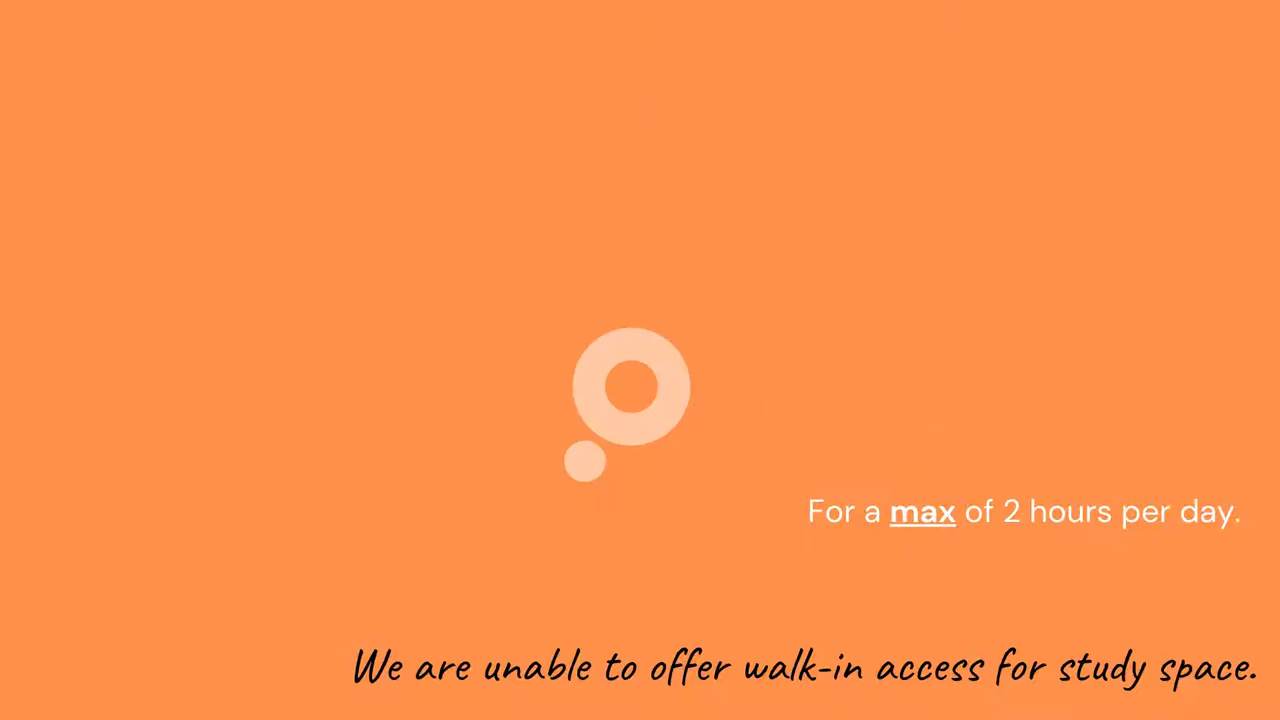 For a max of 2 hours per day.
We are unable to offer walk-in access for study space.